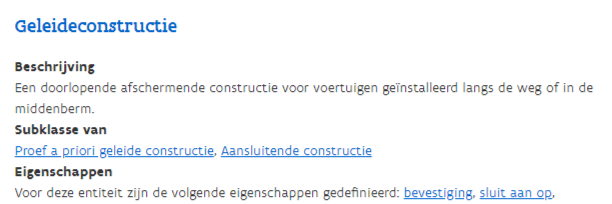 Geleideconstructie
Beschrijving
Een doorlopende afschermende constructie voor voertuigen geïnstalleerd langs de weg of in de
middenberm.
Subklasse van
Proef a priori geleide constructie, Aansluitende constructie
Eigenschappen
Voor deze entiteit zijn de volgende eigenschappen gedefinieerd: bevestiging, sluit aan op,